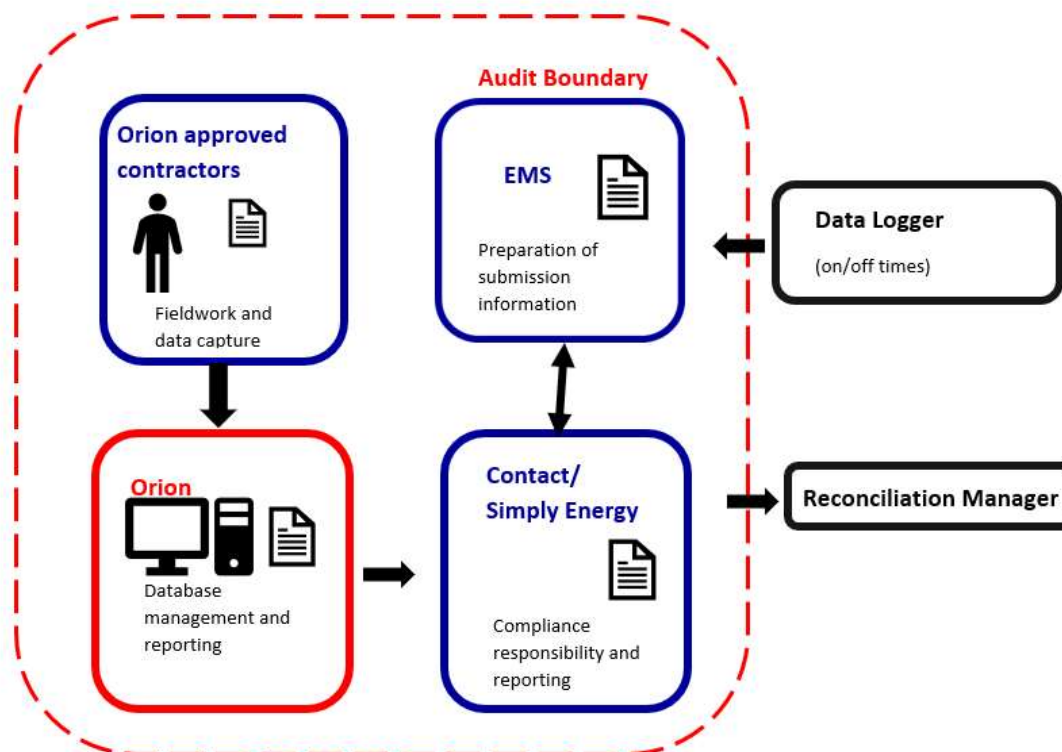 Audit Boundary
Orion approved
contractors
Fieldwork and
data capture
EMS
Preparation of
submission
information
Data Logger
(on/off times)
Orion
Database
management and
reporting
Contact/
Simply Energy
Compliance
responsibility and
reporting
Reconciliation Manager